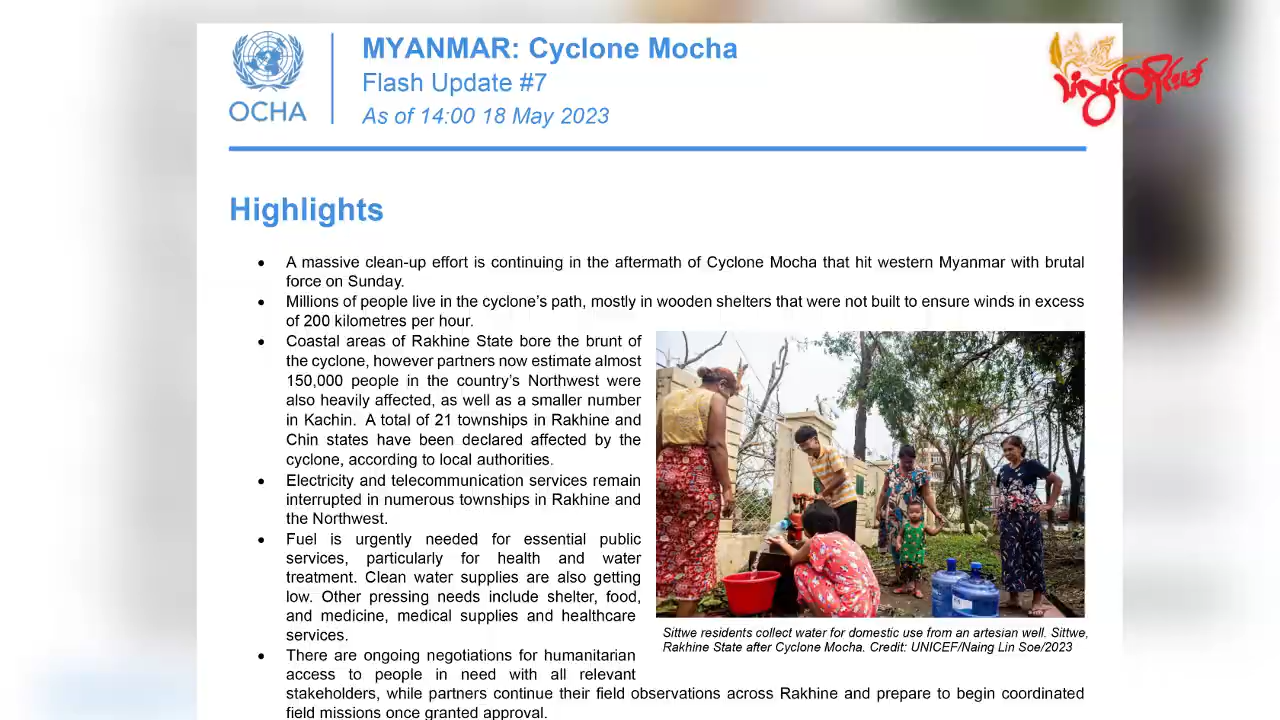 OCHA
MYANMAR: Cyclone Mocha
Flash Update #7
As of 14:00 18 May 2023
Highlights
• A massive clean-up effort is continuing in the aftermath of Cyclone Mocha that hit western Myanmar with brutal
force on Sunday.
• Millions of people live in the cyclone's path, mostly in wooden shelters that were not built to ensure winds in excess
of 200 kilometres per hour.
• Coastal areas of Rakhine State bore the brunt of
the cyclone, however partners now estimate almost
150,000 people in the country's Northwest were
also heavily affected, as well as a smaller number
in Kachin. A total of 21 townships in Rakhine and
Chin states have been declared affected by the
cyclone, according to local authorities.
• Electricity and telecommunication services remain
interrupted in numerous townships in Rakhine and
the Northwest.
• Fuel is urgently needed for essential public
services, particularly for health and water
treatment. Clean water supplies are also getting
low. Other pressing needs include shelter, food,
and medicine, medical supplies and healthcare
services.
• There are ongoing negotiations for humanitarian
access to people in need with all relevant
stakeholders, while partners continue their field observations across Rakhine and prepare to begin coordinated
field missions once granted approval.
Sittwe residents collect water for domestic use from an artesian well. Sittwe,
Rakhine State after Cyclone Mocha. Credit: UNICEF/Naing Lin Soe/2023